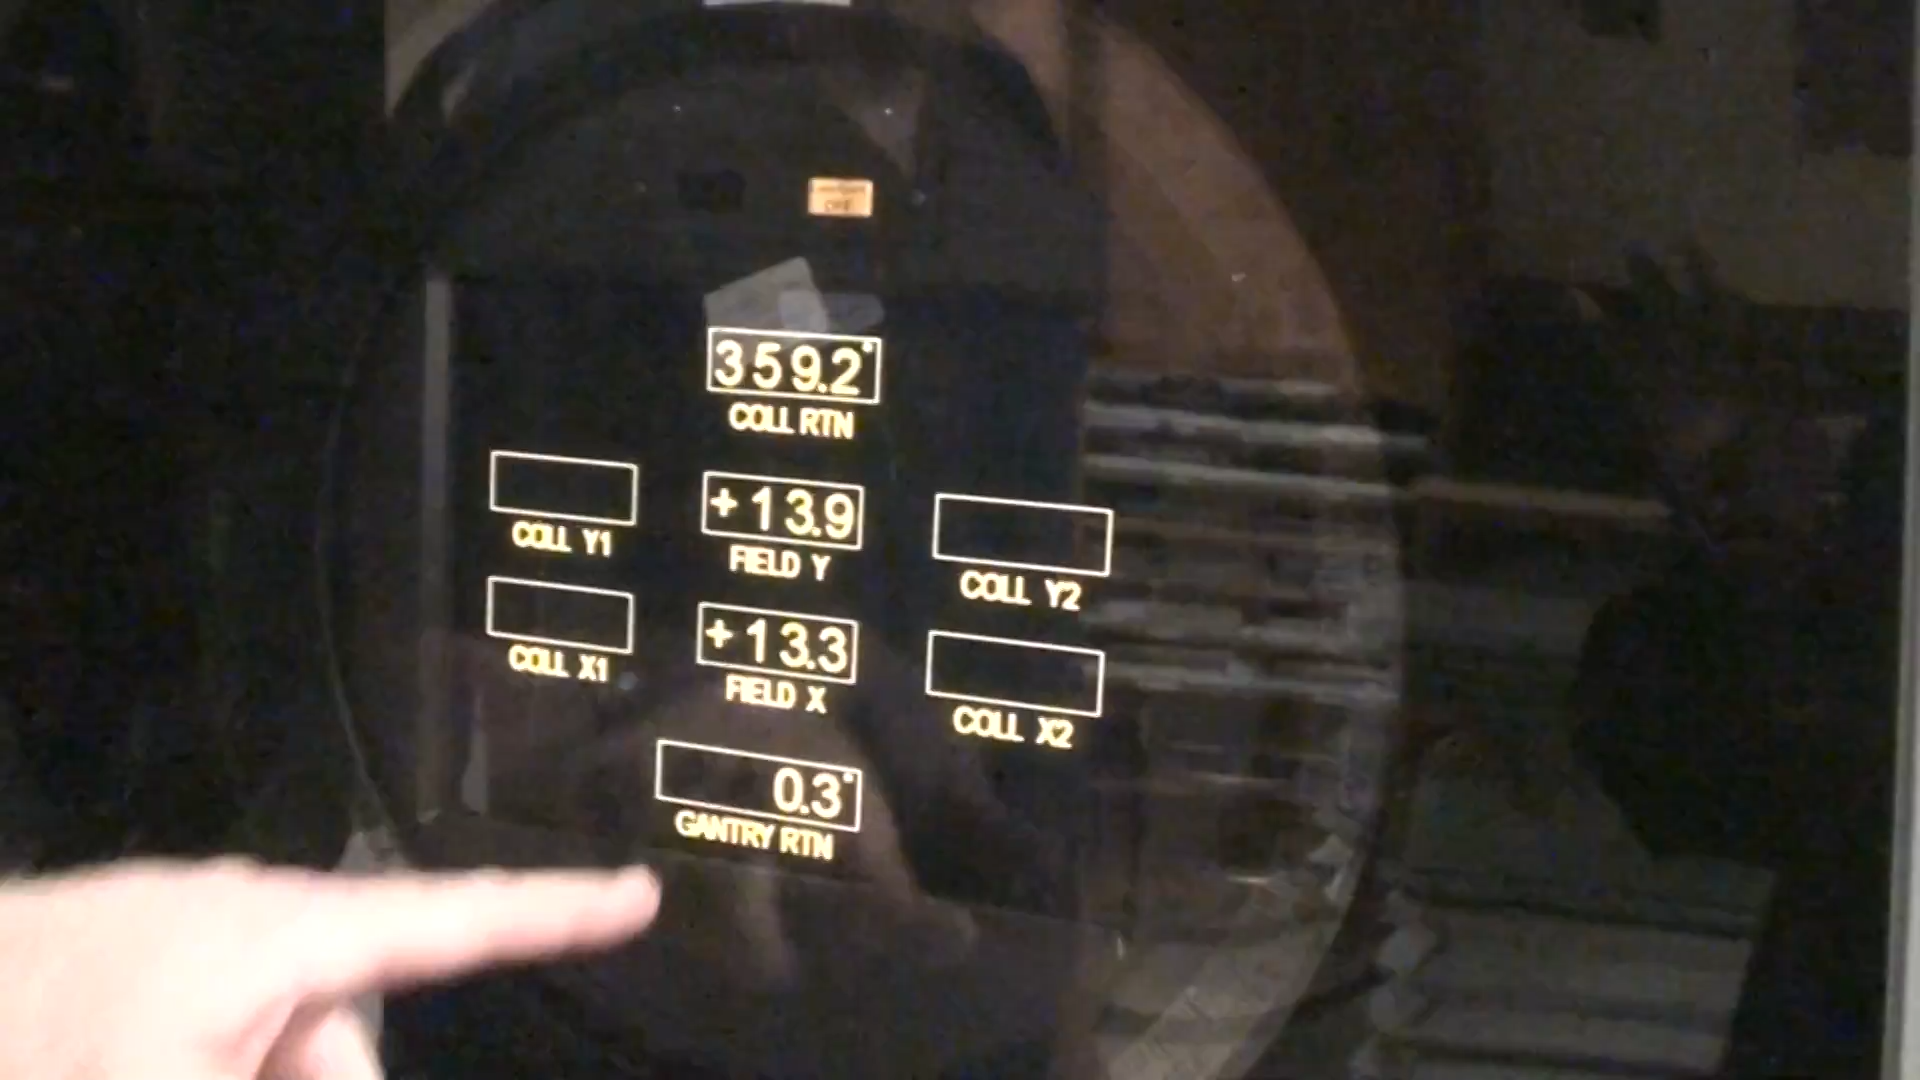 359.2°
COLL RTN
COLL Y1
+13.9
FIELD Y
COLL Y2
COLL X1
+13.3
FIELD X
COLL X2
0.3°
GANTRY RTN